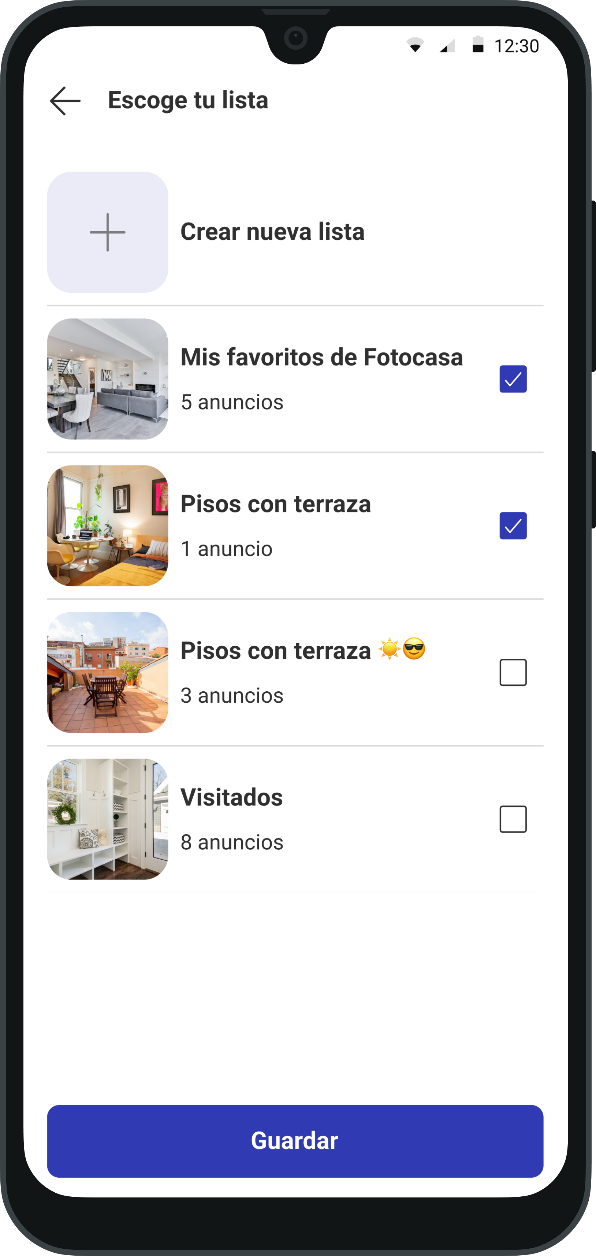 12:30
Escoge tu lista
Crear nueva lista
Mis favoritos de Fotocasa
5 anuncios
Pisos con terraza
1 anuncio
Pisos con terraza ☀️😎
3 anuncios
Visitados
8 anuncios
Guardar